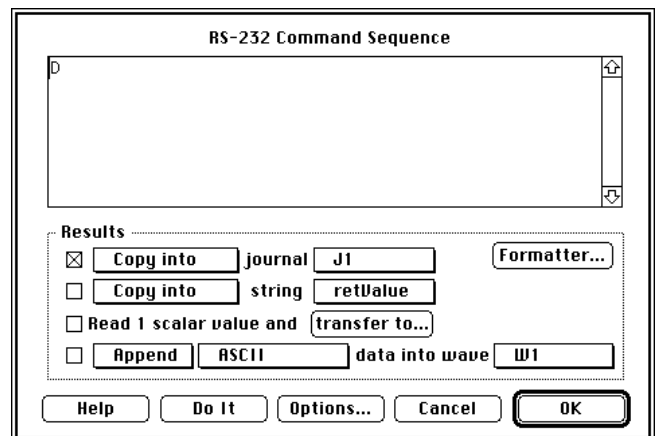 RS-232 Command Sequence
D
Results
Copy into journal J1 Formatter...
Copy into string retValue
Read 1 scalar value and transfer to...
Append ASCII data into wave W1
Help Do It Options... Cancel OK